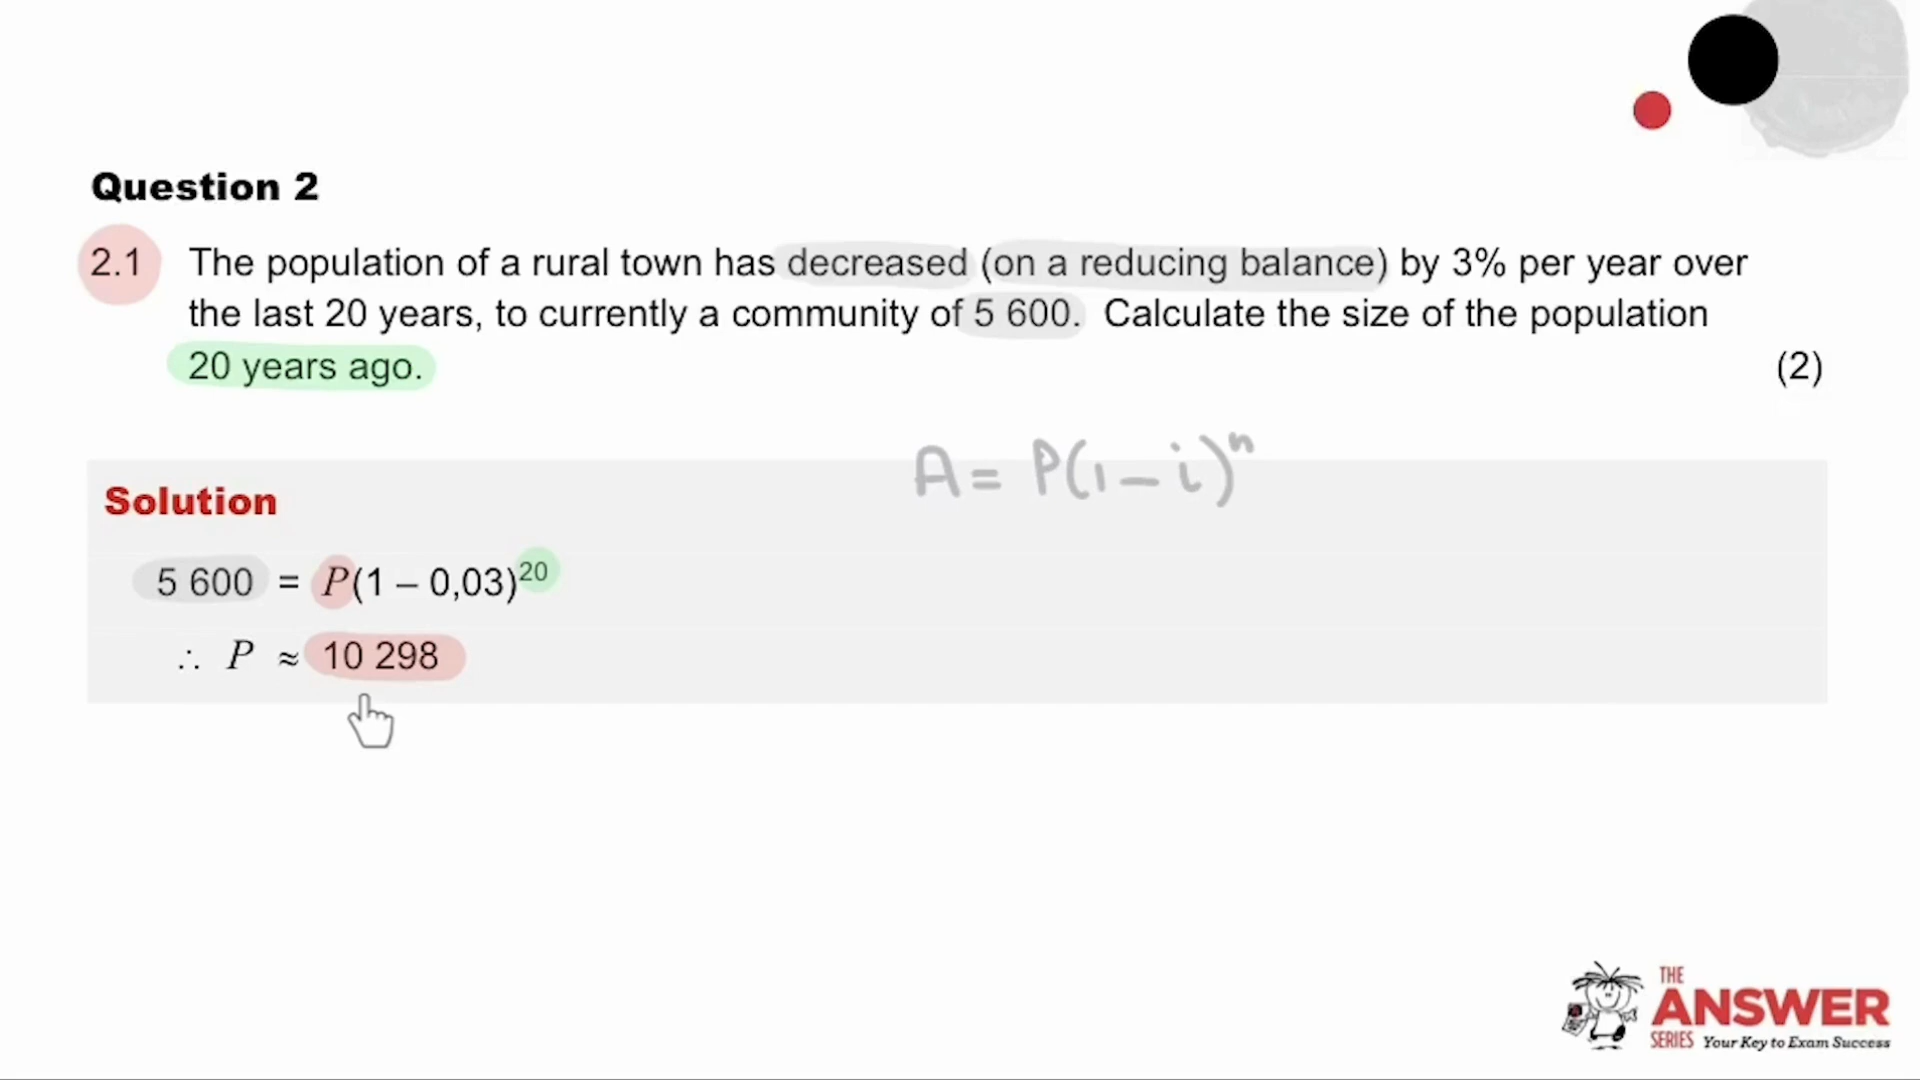 Question 2
2.1 The population of a rural town has decreased (on a reducing balance) by 3% per year over
the last 20 years, to currently a community of 5 600. Calculate the size of the population
20 years ago. (2)
A = P(1 – i)ⁿ
Solution
5 600 = P(1 – 0,03)²⁰
∴ P ≈ 10 298
THE
ANSWER
SERIES Your Key to Exam Success